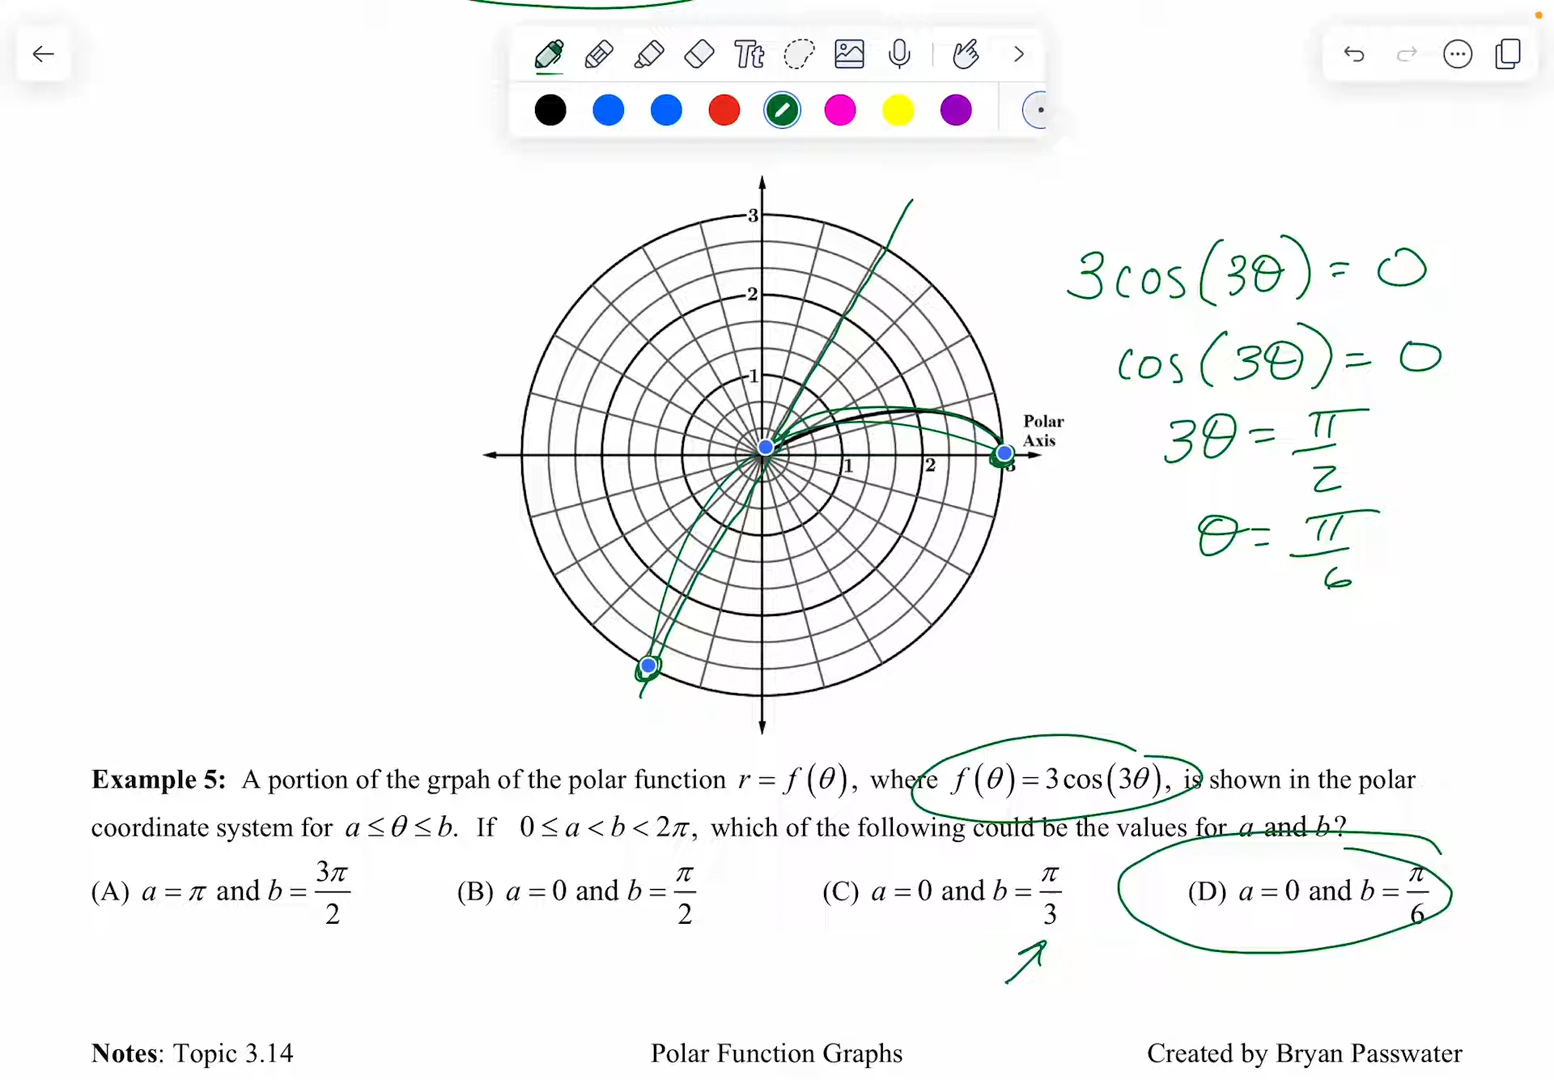 Tt
3
2
1
Polar
Axis
1
2
3
3cos(3θ) = 0
cos(3θ) = 0
3θ = π/2
θ = π/6
Example 5: A portion of the grpah of the polar function r = f(θ), where f(θ) = 3cos(3θ), is shown in the polar
coordinate system for a ≤ θ ≤ b. If 0 ≤ a < b < 2π, which of the following could be the values for a and b?
(A) a = π and b = 3π/2 (B) a = 0 and b = π/2 (C) a = 0 and b = π/3 (D) a = 0 and b = π/6
Notes: Topic 3.14 Polar Function Graphs Created by Bryan Passwater